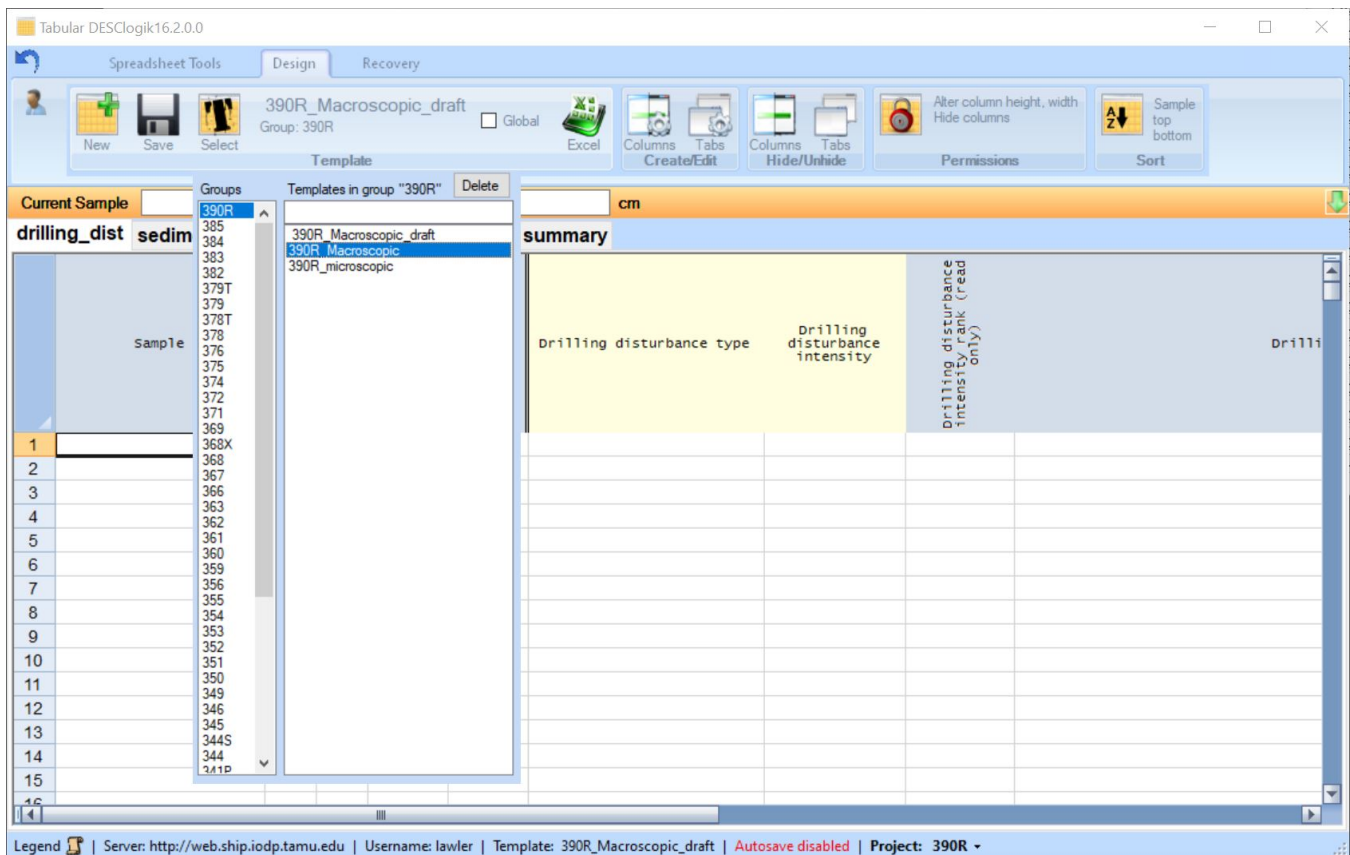 Tabular DESClogik16.2.0.0
Spreadsheet Tools Design Recovery
390R_Macroscopic_draft
Group: 390R
Global
New Save Select Excel
Template
Columns Tabs
Create/Edit
Columns Tabs
Hide/Unhide
Alter column height, width
Hide columns
Permissions
Sample
top
bottom
Sort
Groups Templates in group "390R" Delete
Current Sample cm
drilling_dist sedim summary
390R
385
384
383
382
379T
379
378T
378
376
375
374
372
371
369
368X
368
367
366
363
362
361
360
359
356
355
354
353
352
351
350
349
346
345
344S
344
341P
390R_Macroscopic_draft
390R_Macroscopic
390R_microscopic
Sample
Drilling disturbance type
Drilling
disturbance
intensity
Drilling disturbance
intensity rank (read
only)
Drilli
1
2
3
4
5
6
7
8
9
10
11
12
13
14
15
16
Legend | Server: http://web.ship.iodp.tamu.edu | Username: lawler | Template: 390R_Macroscopic_draft | Autosave disabled | Project: 390R